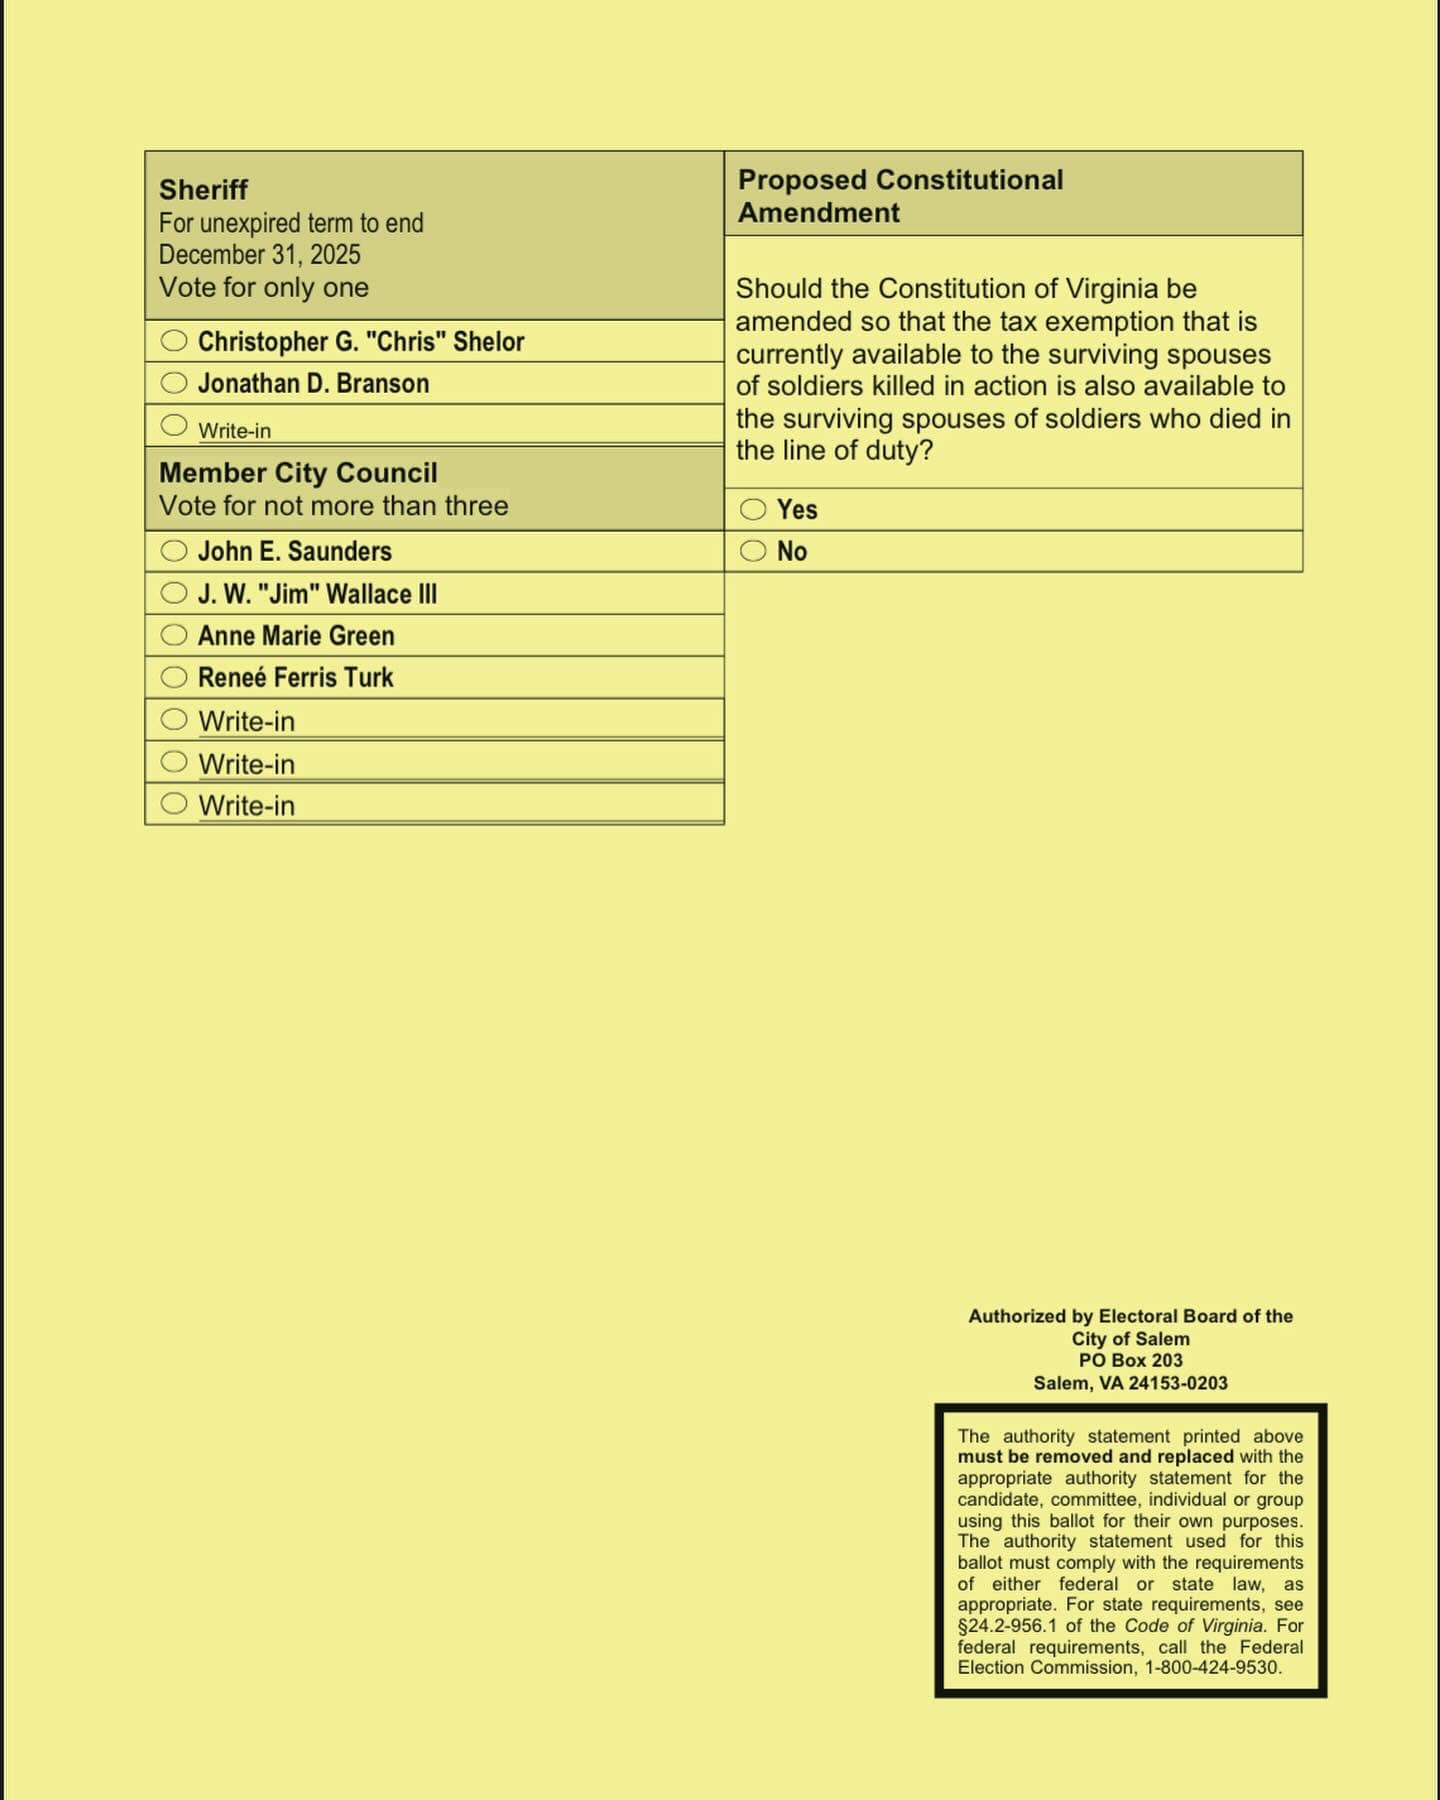 Sheriff
For unexpired term to end
December 31, 2025
Vote for only one
Christopher G. "Chris" Shelor
Jonathan D. Branson
Write-in
Member City Council
Vote for not more than three
John E. Saunders
J. W. "Jim" Wallace III
Anne Marie Green
Reneé Ferris Turk
Write-in
Write-in
Write-in
Proposed Constitutional
Amendment
Should the Constitution of Virginia be
amended so that the tax exemption that is
currently available to the surviving spouses
of soldiers killed in action is also available to
the surviving spouses of soldiers who died in
the line of duty?
Yes
No
Authorized by Electoral Board of the
City of Salem
PO Box 203
Salem, VA 24153-0203
The authority statement printed above
must be removed and replaced with the
appropriate authority statement for the
candidate, committee, individual or group
using this ballot for their own purposes.
The authority statement used for this
ballot must comply with the requirements
of either federal or state law, as
appropriate. For state requirements, see
§24.2-956.1 of the Code of Virginia. For
federal requirements, call the Federal
Election Commission, 1-800-424-9530.